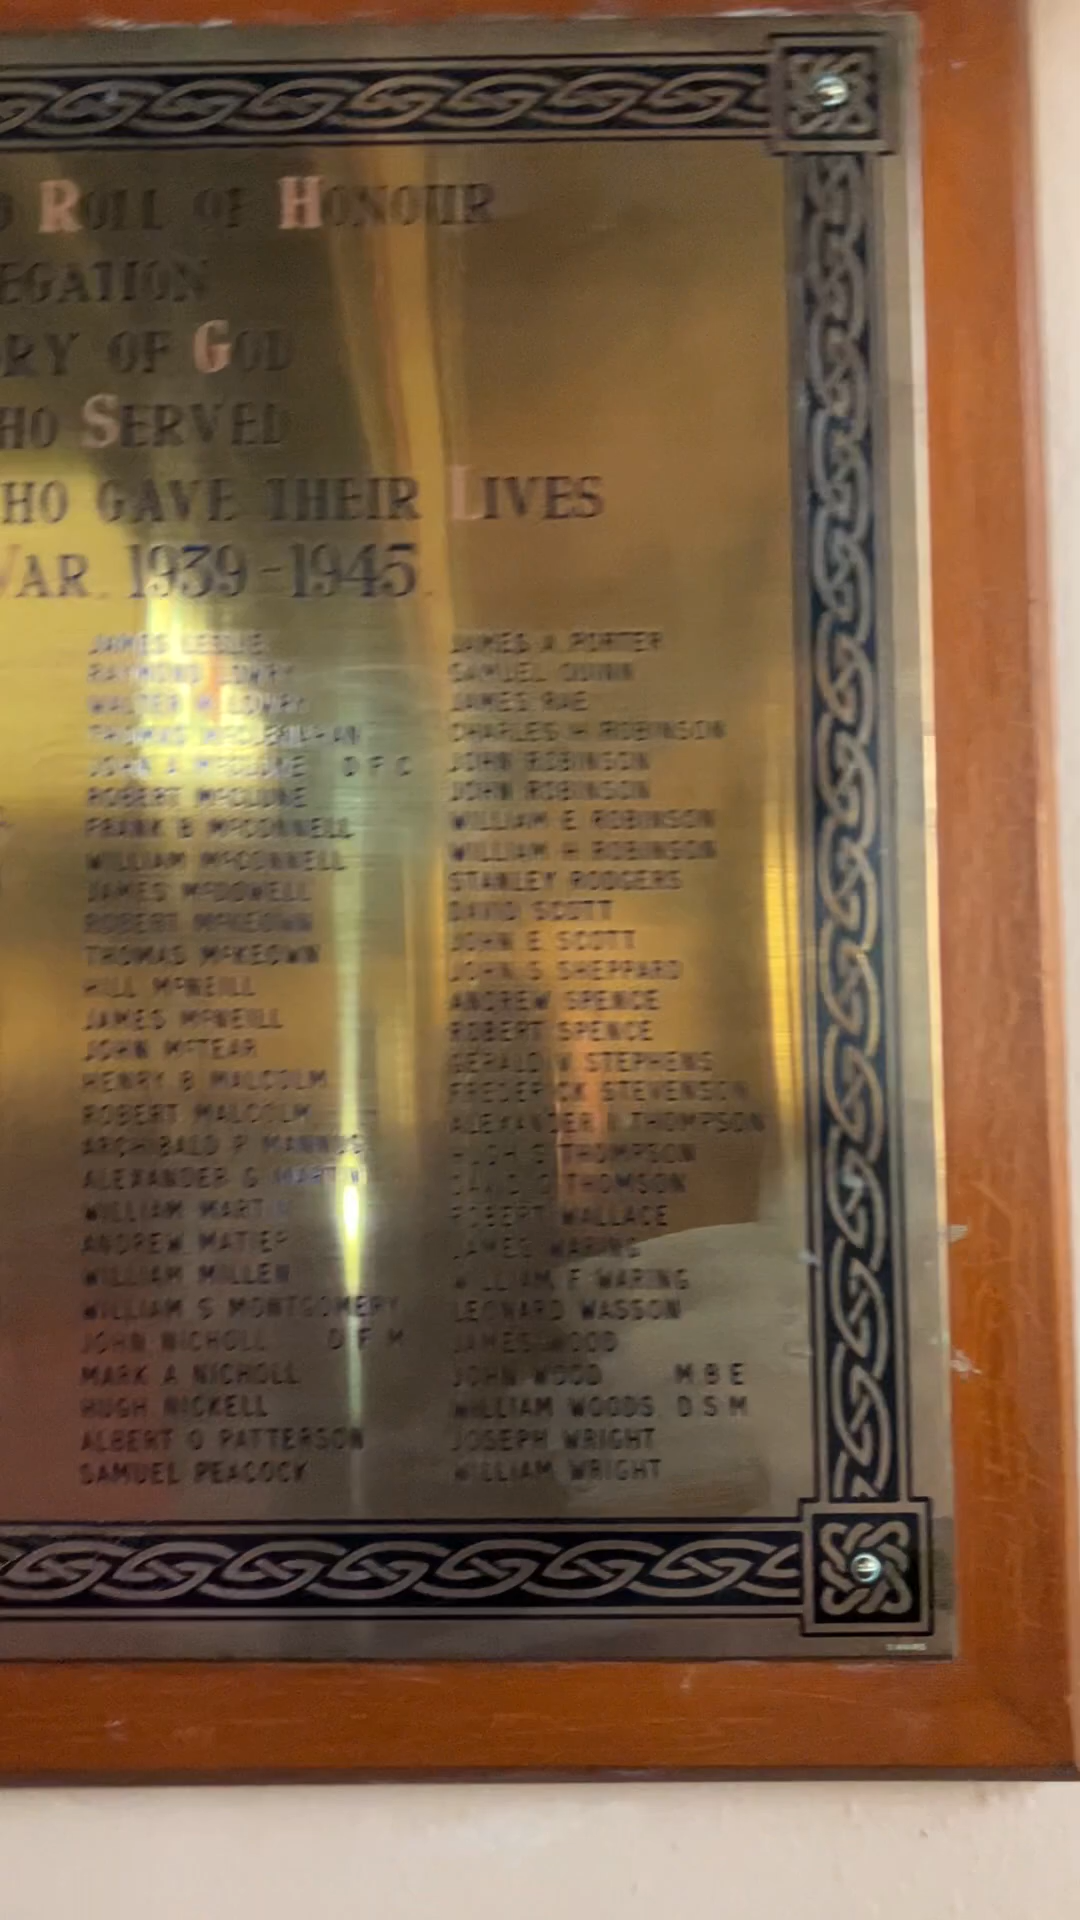 ROLL OF HONOUR
EGATION
ORY OF GOD
HO SERVED
HO GAVE THEIR LIVES
WAR. 1939-1945.
JAMES LESLIE
RAYMOND LOWRY
WALTER M LOWRY
THOMAS McCLENAHAN
JOHN A McCLUNE D F C
ROBERT McCLUNE
FRANK B McCONNELL
WILLIAM McCONNELL
JAMES McDOWELL
ROBERT McKEOWN
THOMAS McKEOWN
HILL McNEILL
JAMES McNEILL
JOHN McTEAR
HENRY B MALCOLM
ROBERT MALCOLM
ARCHIBALD P MANNUS
ALEXANDER G MARTIN
WILLIAM MARTIN
ANDREW MATIER
WILLIAM MILLEN
WILLIAM S MONTGOMERY
JOHN NICHOLL D F M
MARK A NICHOLL
HUGH NICKELL
ALBERT O PATTERSON
SAMUEL PEACOCK
JAMES A PORTER
SAMUEL QUINN
JAMES RAE
CHARLES H ROBINSON
JOHN ROBINSON
JOHN ROBINSON
WILLIAM E ROBINSON
WILLIAM H ROBINSON
STANLEY RODGERS
DAVID SCOTT
JOHN E SCOTT
JOHN S SHEPPARD
ANDREW SPENCE
ROBERT SPENCE
GERALD W STEPHENS
FREDERICK STEVENSON
ALEXANDER THOMPSON
HUGH S THOMPSON
DAVID THOMSON
ROBERT WALLACE
JAMES WARING
WILLIAM F WARING
LEONARD WASSON
JAMES WOOD
JOHN WOOD M B E
WILLIAM WOODS D S M
JOSEPH WRIGHT
WILLIAM WRIGHT